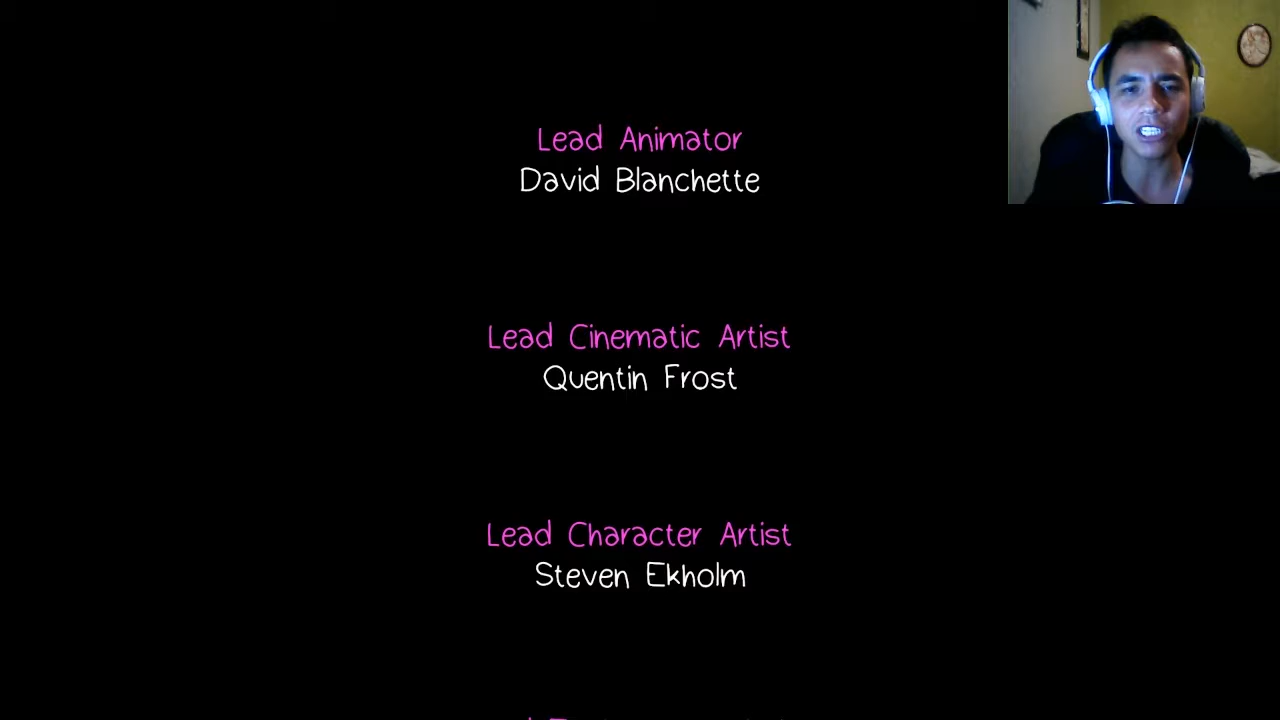 Lead Animator
David Blanchette
Lead Cinematic Artist
Quentin Frost
Lead Character Artist
Steven Ekholm